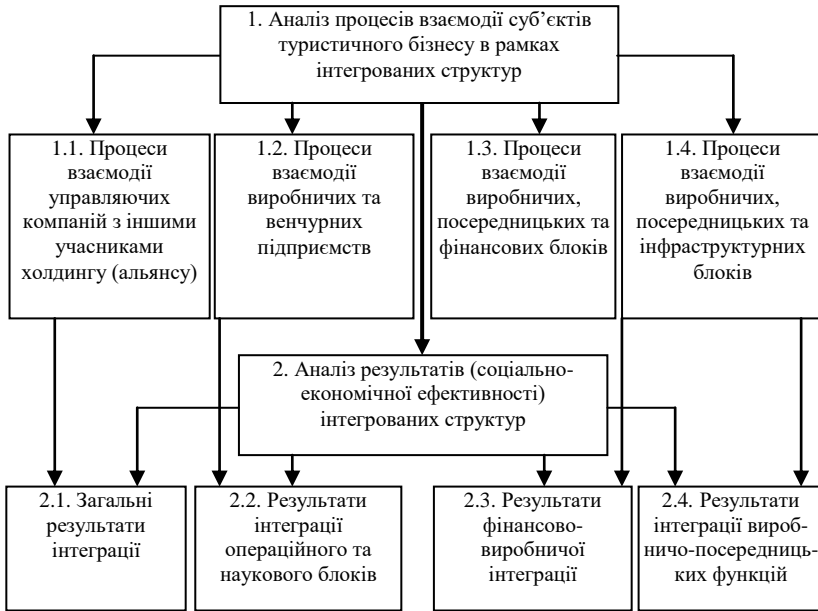 1. Аналіз процесів взаємодії суб’єктів
туристичного бізнесу в рамках
інтегрованих структур
1.1. Процеси
взаємодії
управляючих
компаній з іншими
учасниками
холдингу (альянсу)
1.2. Процеси
взаємодії
виробничих та
венчурних
підприємств
1.3. Процеси
взаємодії
виробничих,
посередницьких та
фінансових блоків
1.4. Процеси
взаємодії
виробничих,
посередницьких та
інфраструктурних
блоків
2. Аналіз результатів (соціально-
економічної ефективності)
інтегрованих структур
2.1. Загальні
результати
інтеграції
2.2. Результати
інтеграції
операційного та
наукового блоків
2.3. Результати
фінансово-
виробничої
інтеграції
2.4. Результати
інтеграції вироб-
ничо-посередниць-
ких функцій